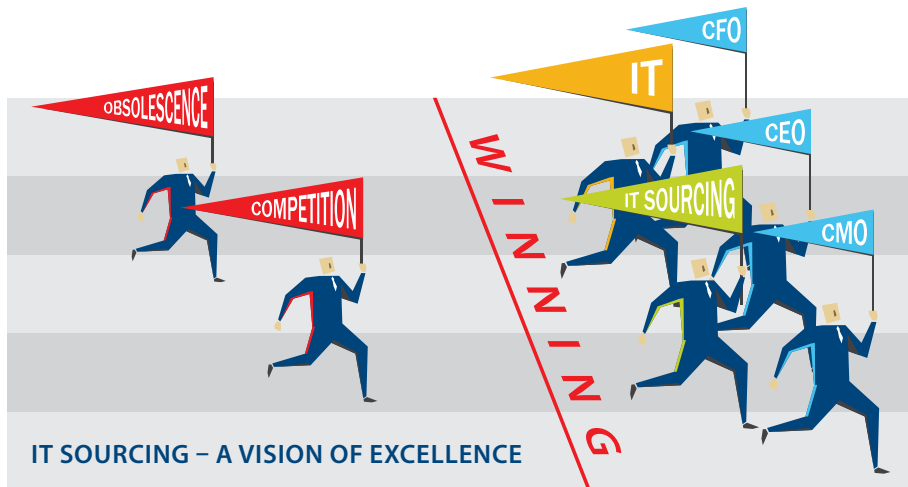 CFO
IT
OBSOLESCENCE
CEO
IT SOURCING
COMPETITION
CMO
WINNING
IT SOURCING – A VISION OF EXCELLENCE